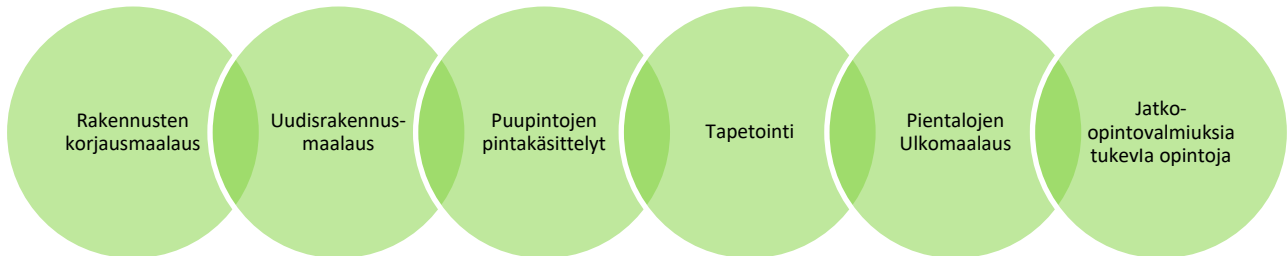 Rakennusten
korjausmaalaus
Uudisrakennus-
maalaus
Puupintojen
pintakäsittelyt
Tapetointi
Pientalojen
Ulkomaalaus
Jatko-
opintovalmiuksia
tukevIa opintoja